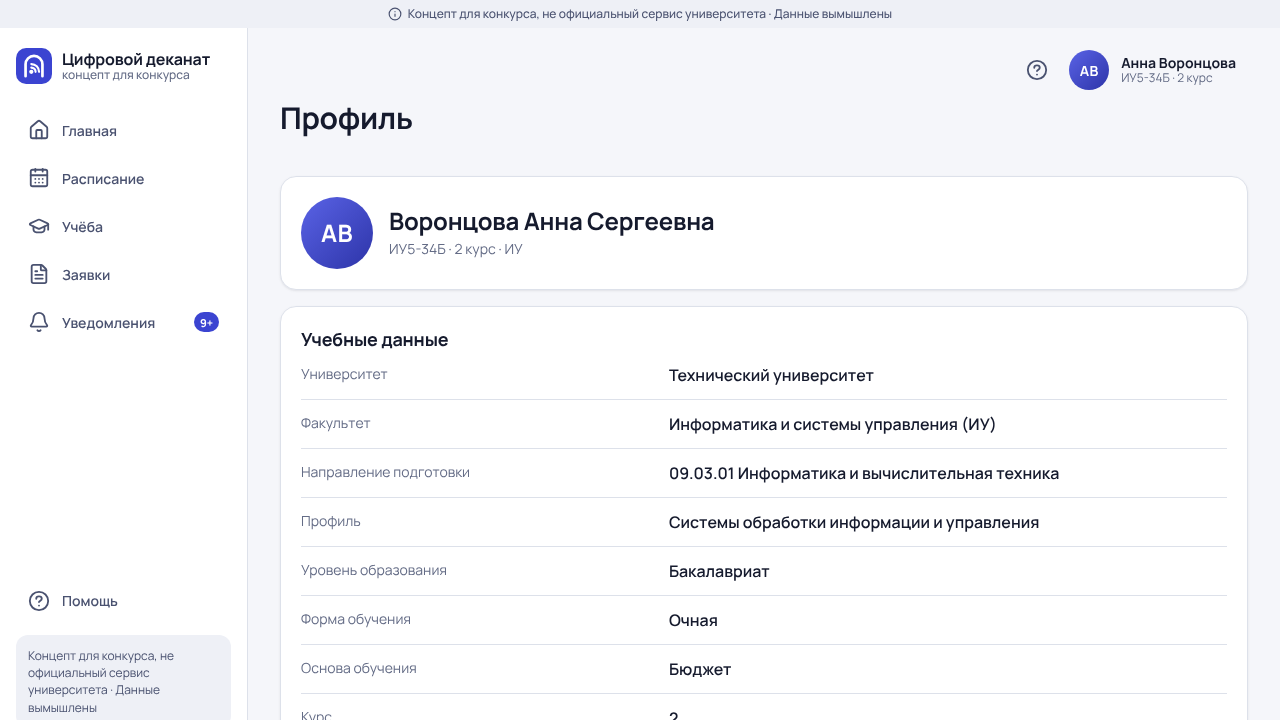 Концепт для конкурса, не официальный сервис университета · Данные вымышлены
Цифровой деканат
концепт для конкурса
Главная
Расписание
Учёба
Заявки
Уведомления 9+
Помощь
Концепт для конкурса, не
официальный сервис
университета · Данные
вымышлены
АВ
Анна Воронцова
ИУ5-34Б · 2 курс
Профиль
АВ
Воронцова Анна Сергеевна
ИУ5-34Б · 2 курс · ИУ
Учебные данные
Университет Технический университет
Факультет Информатика и системы управления (ИУ)
Направление подготовки 09.03.01 Информатика и вычислительная техника
Профиль Системы обработки информации и управления
Уровень образования Бакалавриат
Форма обучения Очная
Основа обучения Бюджет
Курс 2